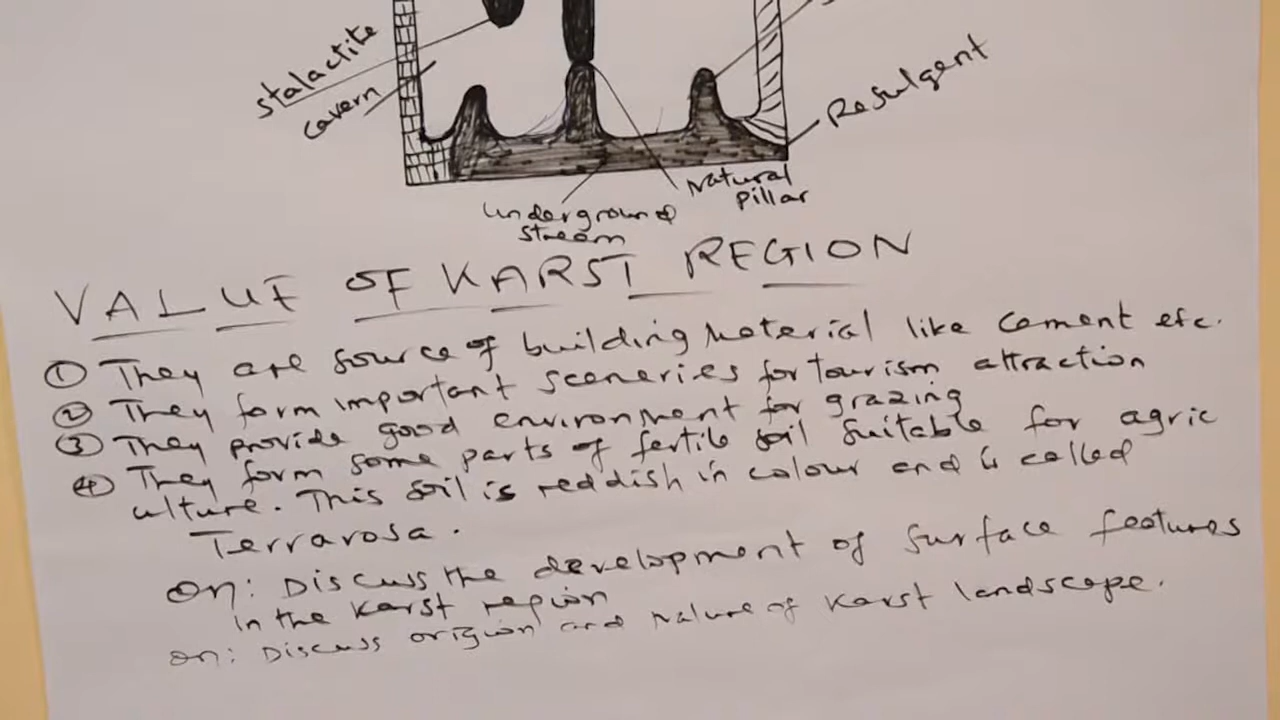 stalactite
cavern
Resulgent
Natural
pillar
underground
stream
VALUE OF KARST REGION
① They are source of building material like cement etc.
② They form important sceneries for tourism attraction
③ They provide good environment for grazing
④ They form some parts of fertile soil suitable for agric
ulture. This soil is reddish in colour and is called
Terrarosa.
Qn: Discuss the development of surface features
in the karst region
Qn: Discuss origion and nature of karst landscape.